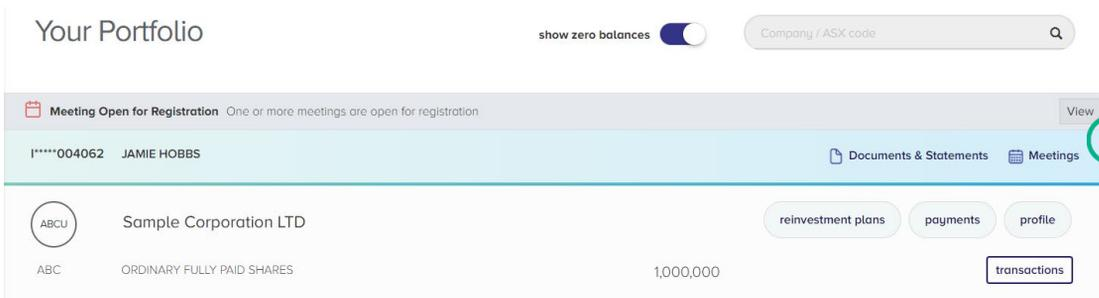 Your Portfolio show zero balances Company / ASX code
Meeting Open for Registration One or more meetings are open for registration View
I*****004062 JAMIE HOBBS Documents & Statements Meetings
ABCU Sample Corporation LTD reinvestment plans payments profile
ABC ORDINARY FULLY PAID SHARES 1,000,000 transactions